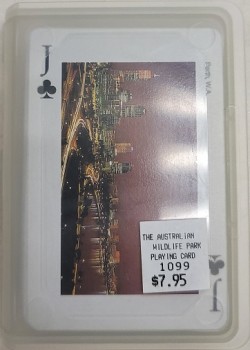 J
Perth, W.A.
THE AUSTRALIAN
WILDLIFE PARK
PLAYING CARD
1099
$7.95
J